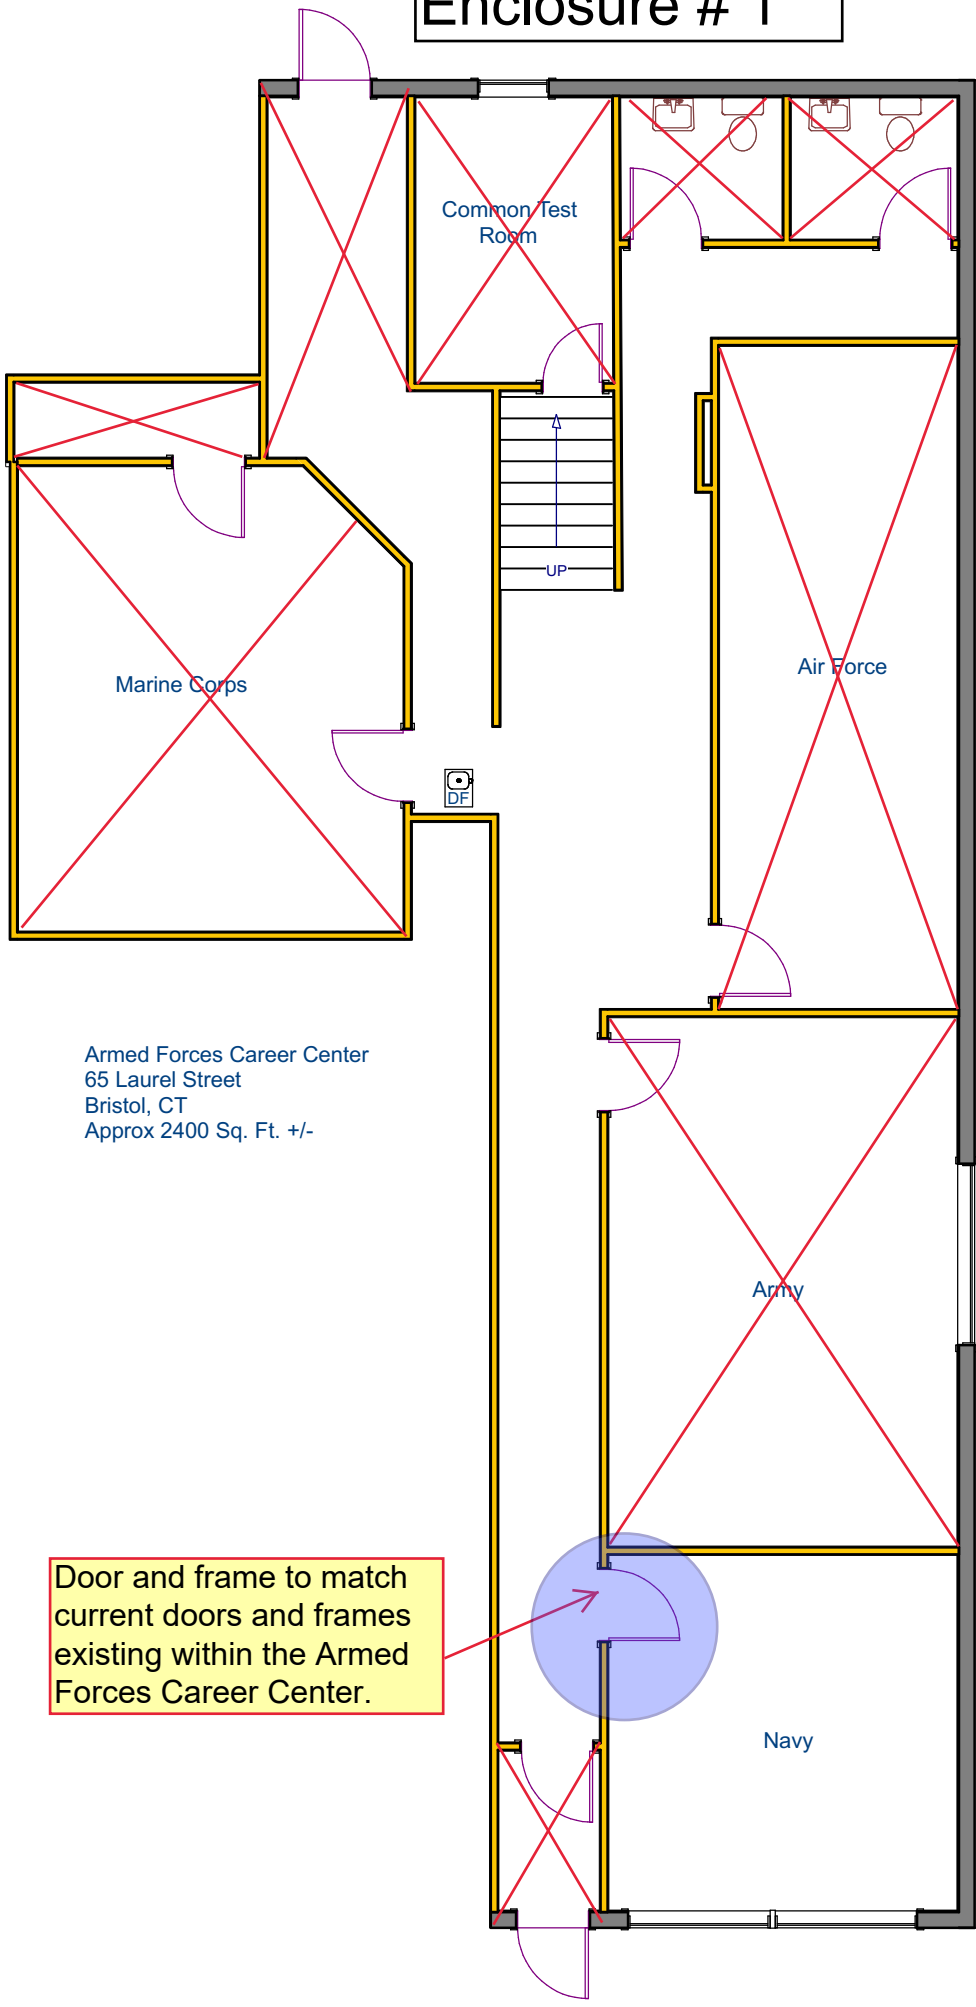 Enclosure # 1
Common Test
Room
UP
Marine Corps
Air Force
DF
Armed Forces Career Center
65 Laurel Street
Bristol, CT
Approx 2400 Sq. Ft. +/-
Army
Door and frame to match
current doors and frames
existing within the Armed
Forces Career Center.
Navy